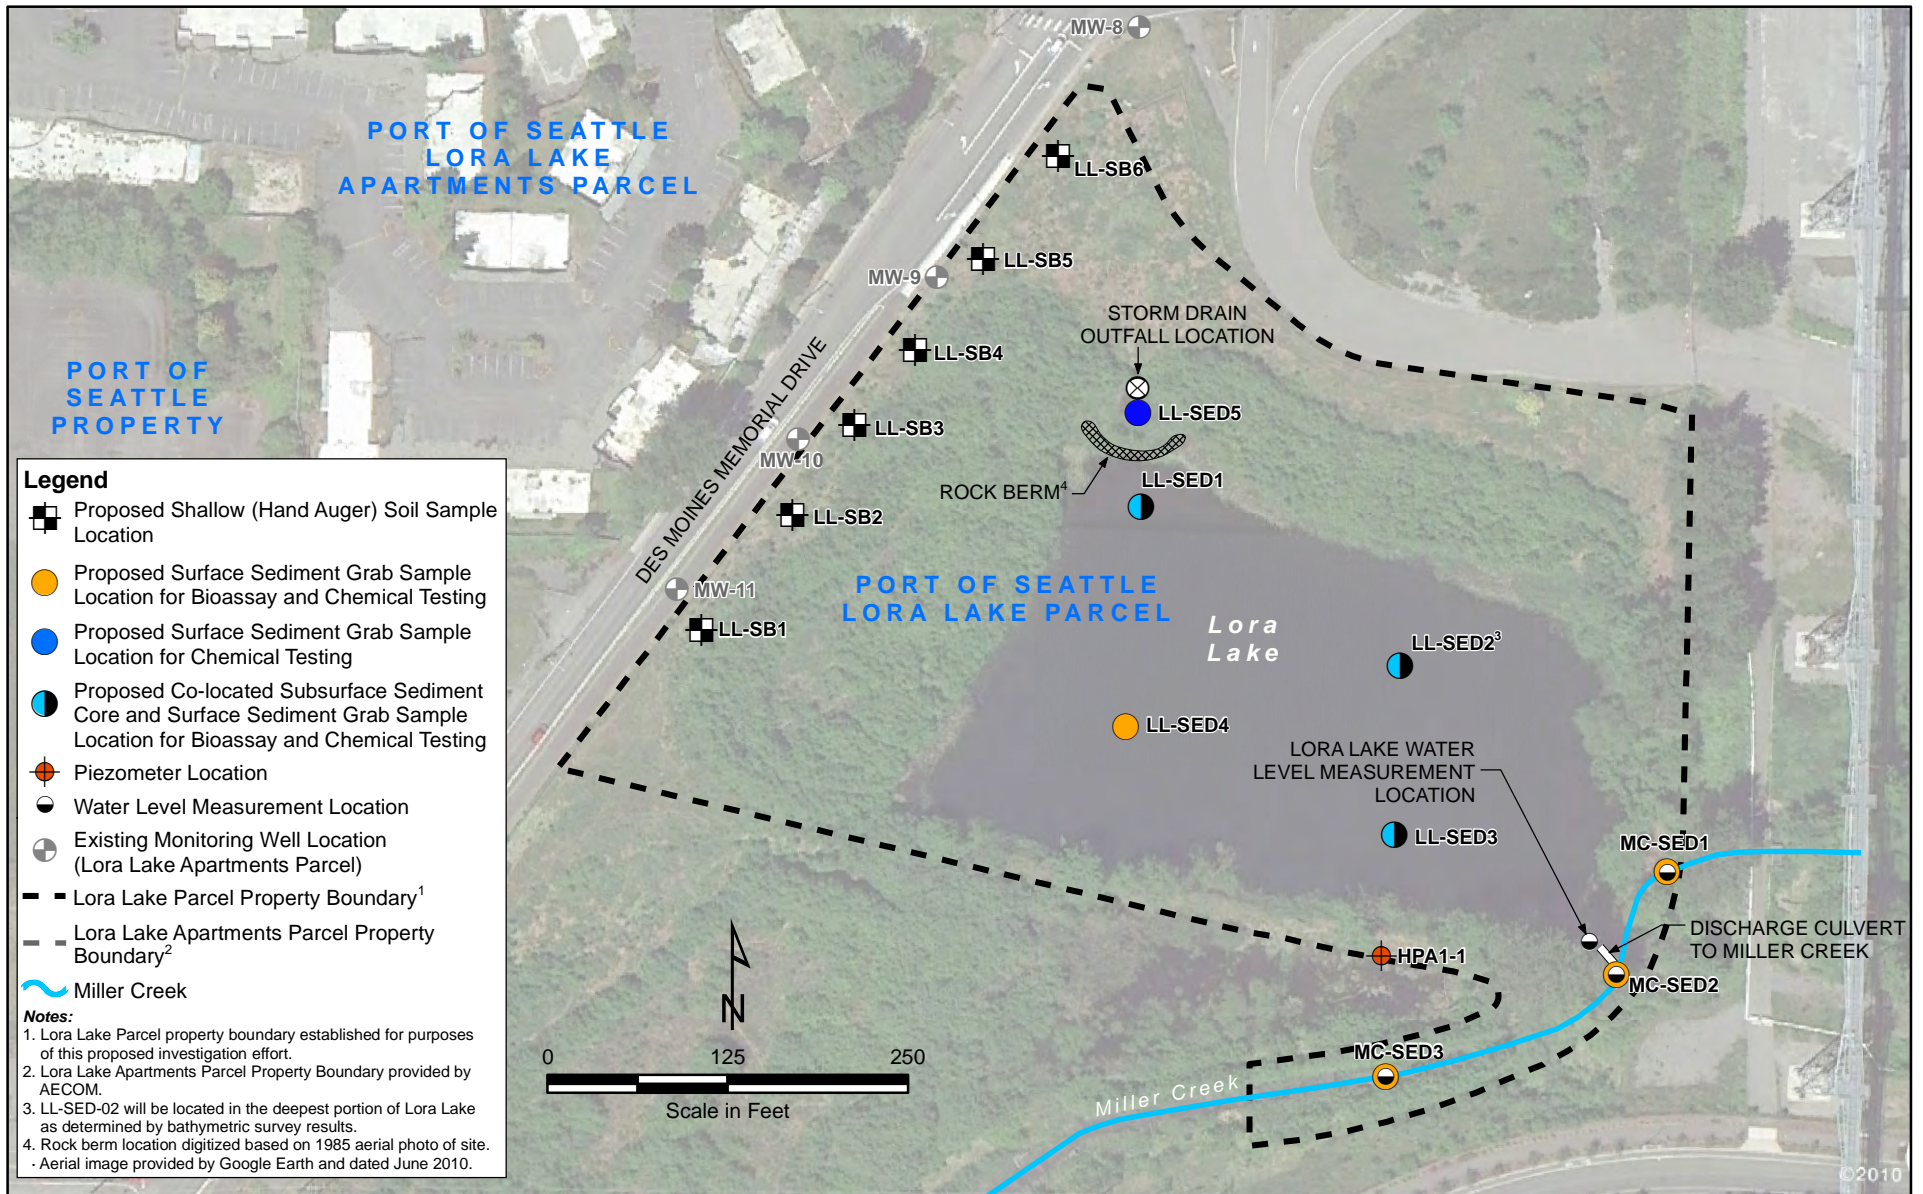 MW-8
PORT OF SEATTLE
LORA LAKE
APARTMENTS PARCEL
LL-SB6
LL-SB5
MW-9
STORM DRAIN
OUTFALL LOCATION
LL-SB4
PORT OF
SEATTLE
PROPERTY
DES MOINES MEMORIAL DRIVE
LL-SED5
LL-SB3
MW-10
LL-SED1
ROCK BERM4
LL-SB2
MW-11
PORT OF SEATTLE
LORA LAKE PARCEL
LL-SB1
Lora
Lake
LL-SED2³
LL-SED4
LORA LAKE WATER
LEVEL MEASUREMENT
LOCATION
LL-SED3
MC-SED1
DISCHARGE CULVERT
TO MILLER CREEK
HPA1-1
MC-SED2
MC-SED3
Miller Creek
Legend
Proposed Shallow (Hand Auger) Soil Sample
Location
Proposed Surface Sediment Grab Sample
Location for Bioassay and Chemical Testing
Proposed Surface Sediment Grab Sample
Location for Chemical Testing
Proposed Co-located Subsurface Sediment
Core and Surface Sediment Grab Sample
Location for Bioassay and Chemical Testing
Piezometer Location
Water Level Measurement Location
Existing Monitoring Well Location
(Lora Lake Apartments Parcel)
Lora Lake Parcel Property Boundary¹
Lora Lake Apartments Parcel Property
Boundary²
Miller Creek
Notes:
1. Lora Lake Parcel property boundary established for purposes
of this proposed investigation effort.
2. Lora Lake Apartments Parcel Property Boundary provided by
AECOM.
3. LL-SED-02 will be located in the deepest portion of Lora Lake
as determined by bathymetric survey results.
4. Rock berm location digitized based on 1985 aerial photo of site.
· Aerial image provided by Google Earth and dated June 2010.
N
0 125 250
Scale in Feet
©2010